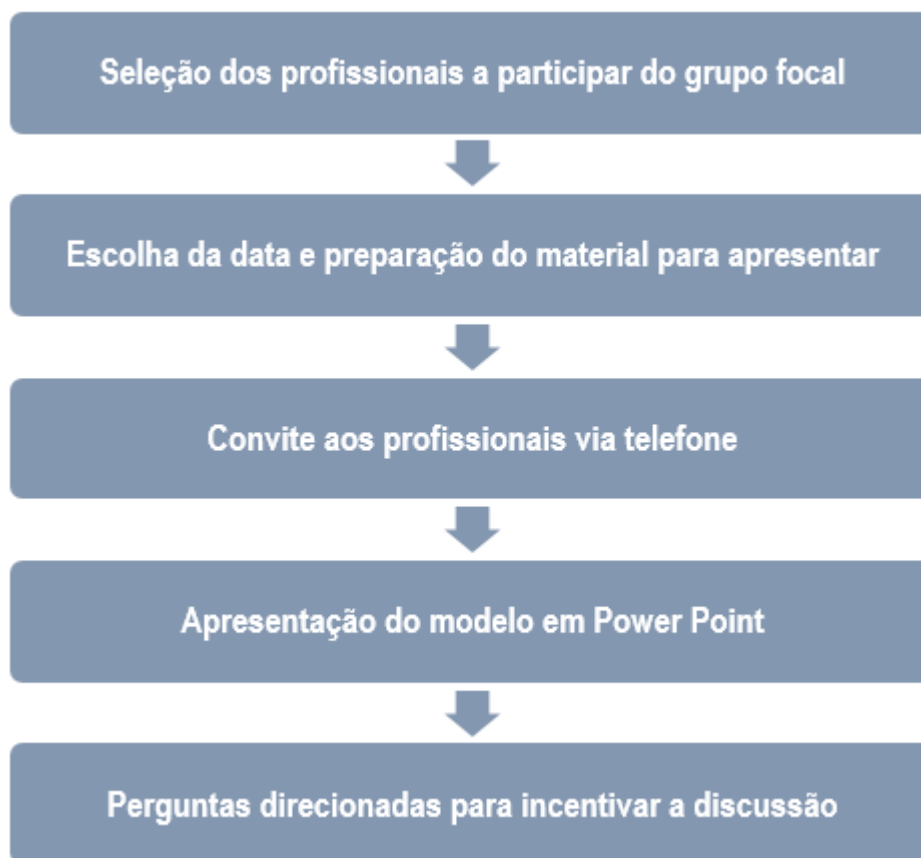 Seleção dos profissionais a participar do grupo focal
Escolha da data e preparação do material para apresentar
Convite aos profissionais via telefone
Apresentação do modelo em Power Point
Perguntas direcionadas para incentivar a discussão